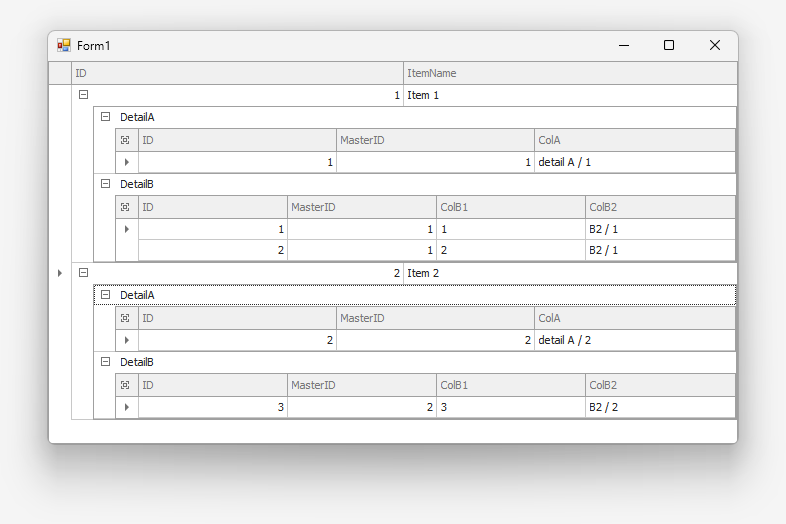 Form1
ID ItemName
1 Item 1
DetailA
ID MasterID ColA
1 1 detail A / 1
DetailB
ID MasterID ColB1 ColB2
1 1 1 B2 / 1
2 1 2 B2 / 1
2 Item 2
DetailA
ID MasterID ColA
2 2 detail A / 2
DetailB
ID MasterID ColB1 ColB2
3 2 3 B2 / 2